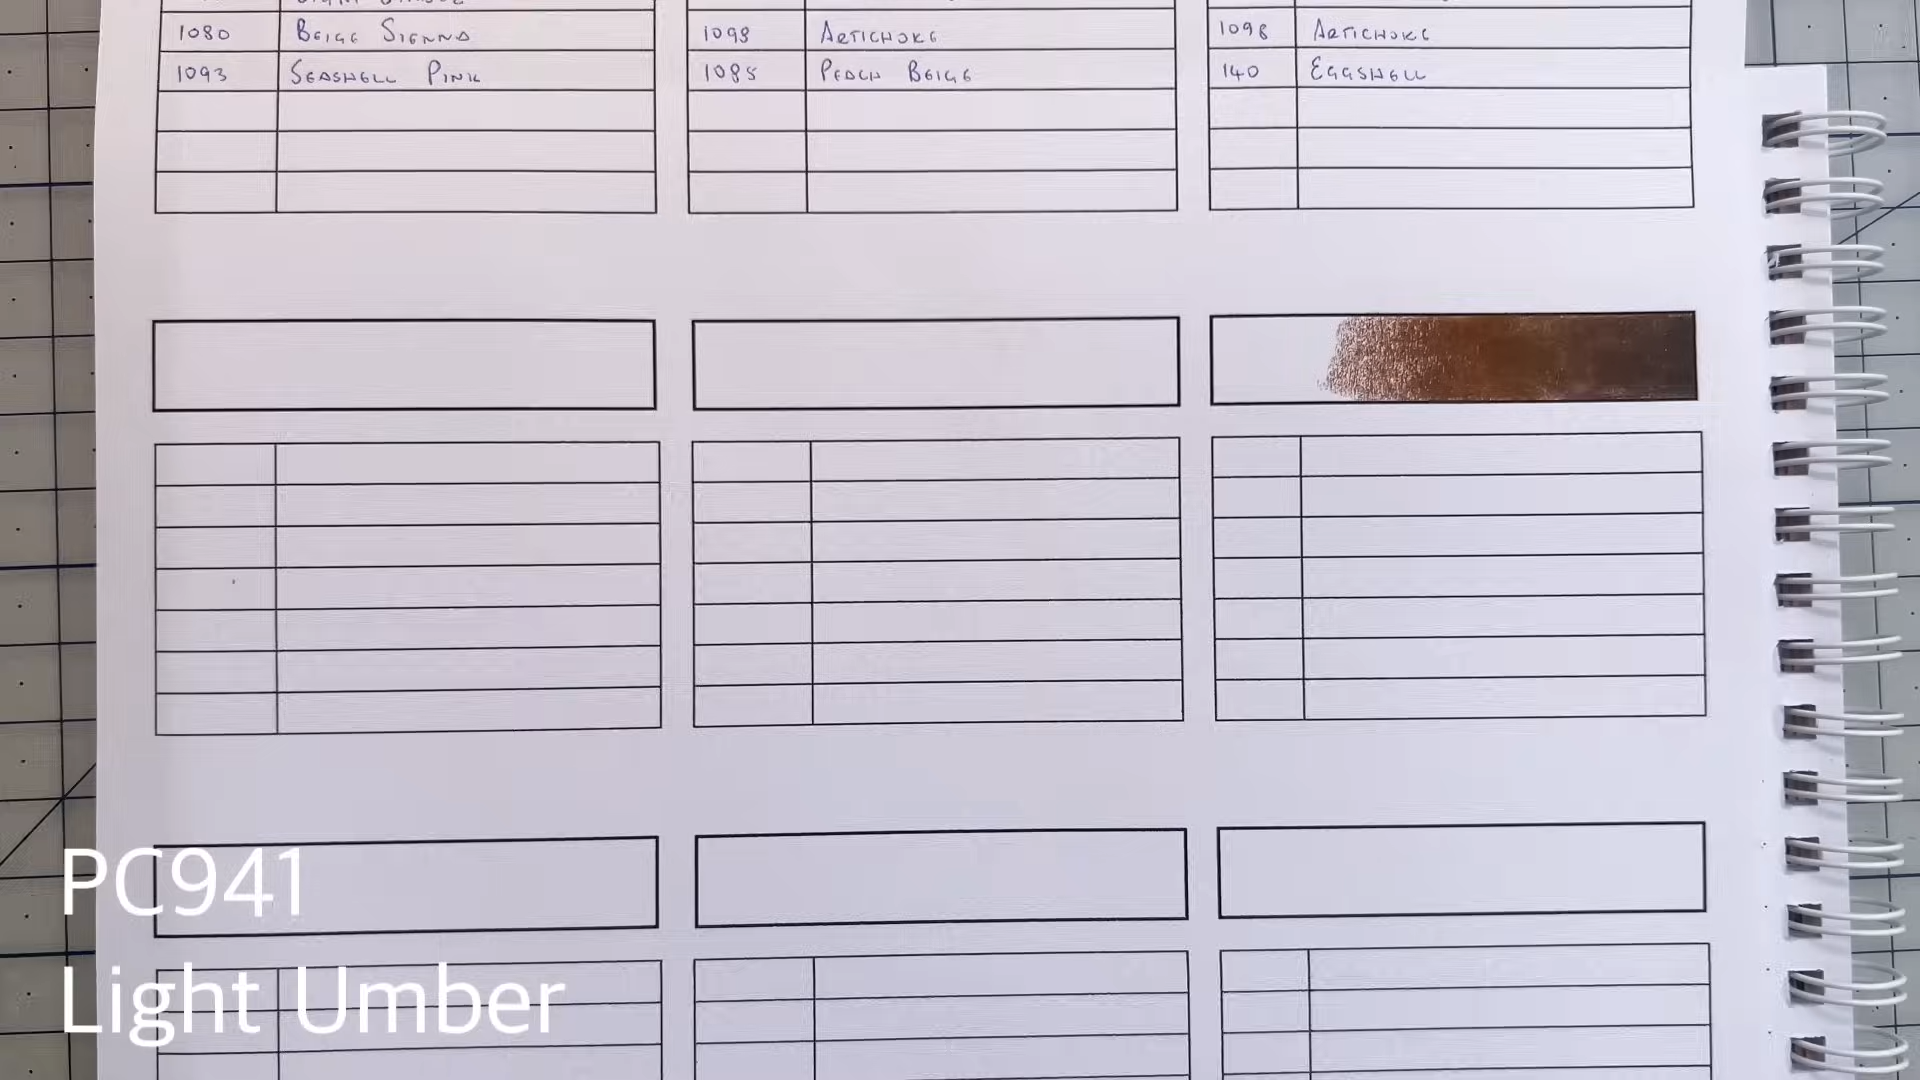 1080 Beige Sienna
1093 Seashell Pink
1098 Artichoke
1085 Peach Beige
1098 Artichoke
140 Eggshell
PC941
Light Umber